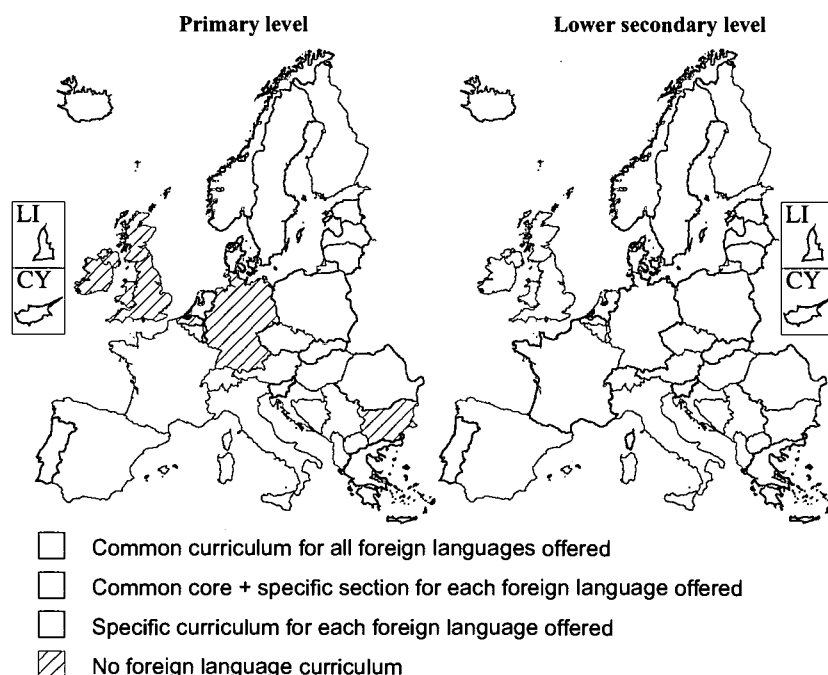 Primary level
Lower secondary level
LI
CY
LI
CY
Common curriculum for all foreign languages offered
Common core + specific section for each foreign language offered
Specific curriculum for each foreign language offered
No foreign language curriculum